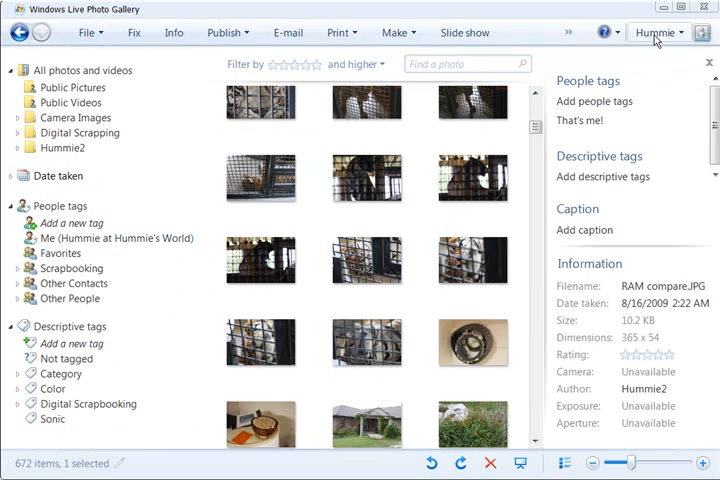 Windows Live Photo Gallery
File Fix Info Publish E-mail Print Make Slide show » ? Hummie
Filter by and higher Find a photo
All photos and videos
Public Pictures
Public Videos
Camera Images
Digital Scrapping
Hummie2
Date taken
People tags
Add a new tag
Me (Hummie at Hummie's World)
Favorites
Scrapbooking
Other Contacts
Other People
Descriptive tags
Add a new tag
Not tagged
Category
Color
Digital Scrapbooking
Sonic
People tags
Add people tags
That's me!
Descriptive tags
Add descriptive tags
Caption
Add caption
Information
Filename: RAM compare.JPG
Date taken: 8/16/2009 2:22 AM
Size: 10.2 KB
Dimensions: 365 x 54
Rating:
Camera: Unavailable
Author: Hummie2
Exposure: Unavailable
Aperture: Unavailable
672 items, 1 selected